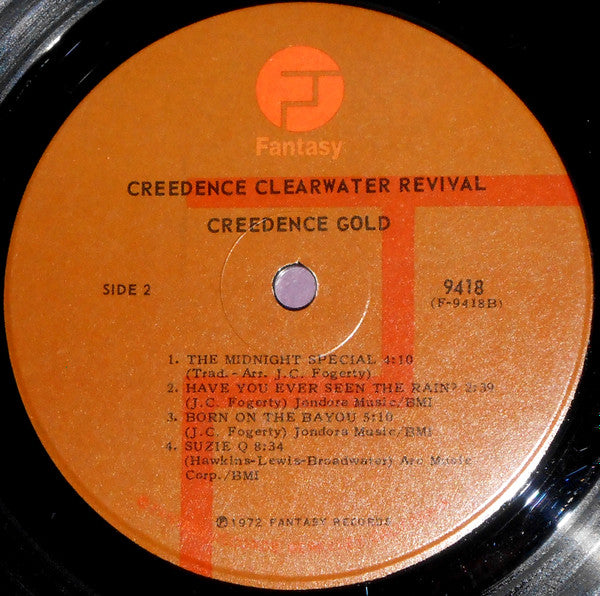 Fantasy
CREEDENCE CLEARWATER REVIVAL
CREEDENCE GOLD
SIDE 2
9418
(F-9418B)
1. THE MIDNIGHT SPECIAL 4:10
(Trad.- Arr. J.C. Fogerty)
2. HAVE YOU EVER SEEN THE RAIN? 2:39
(J.C. Fogerty) Jondora Music/BMI
3. BORN ON THE BAYOU 5:10
(J.C. Fogerty) Jondora Music/BMI
4. SUZIE Q 8:34
(Hawkins-Lewis-Broadwater) Arc Music
Corp./BMI
℗ 1972 FANTASY RECORDS